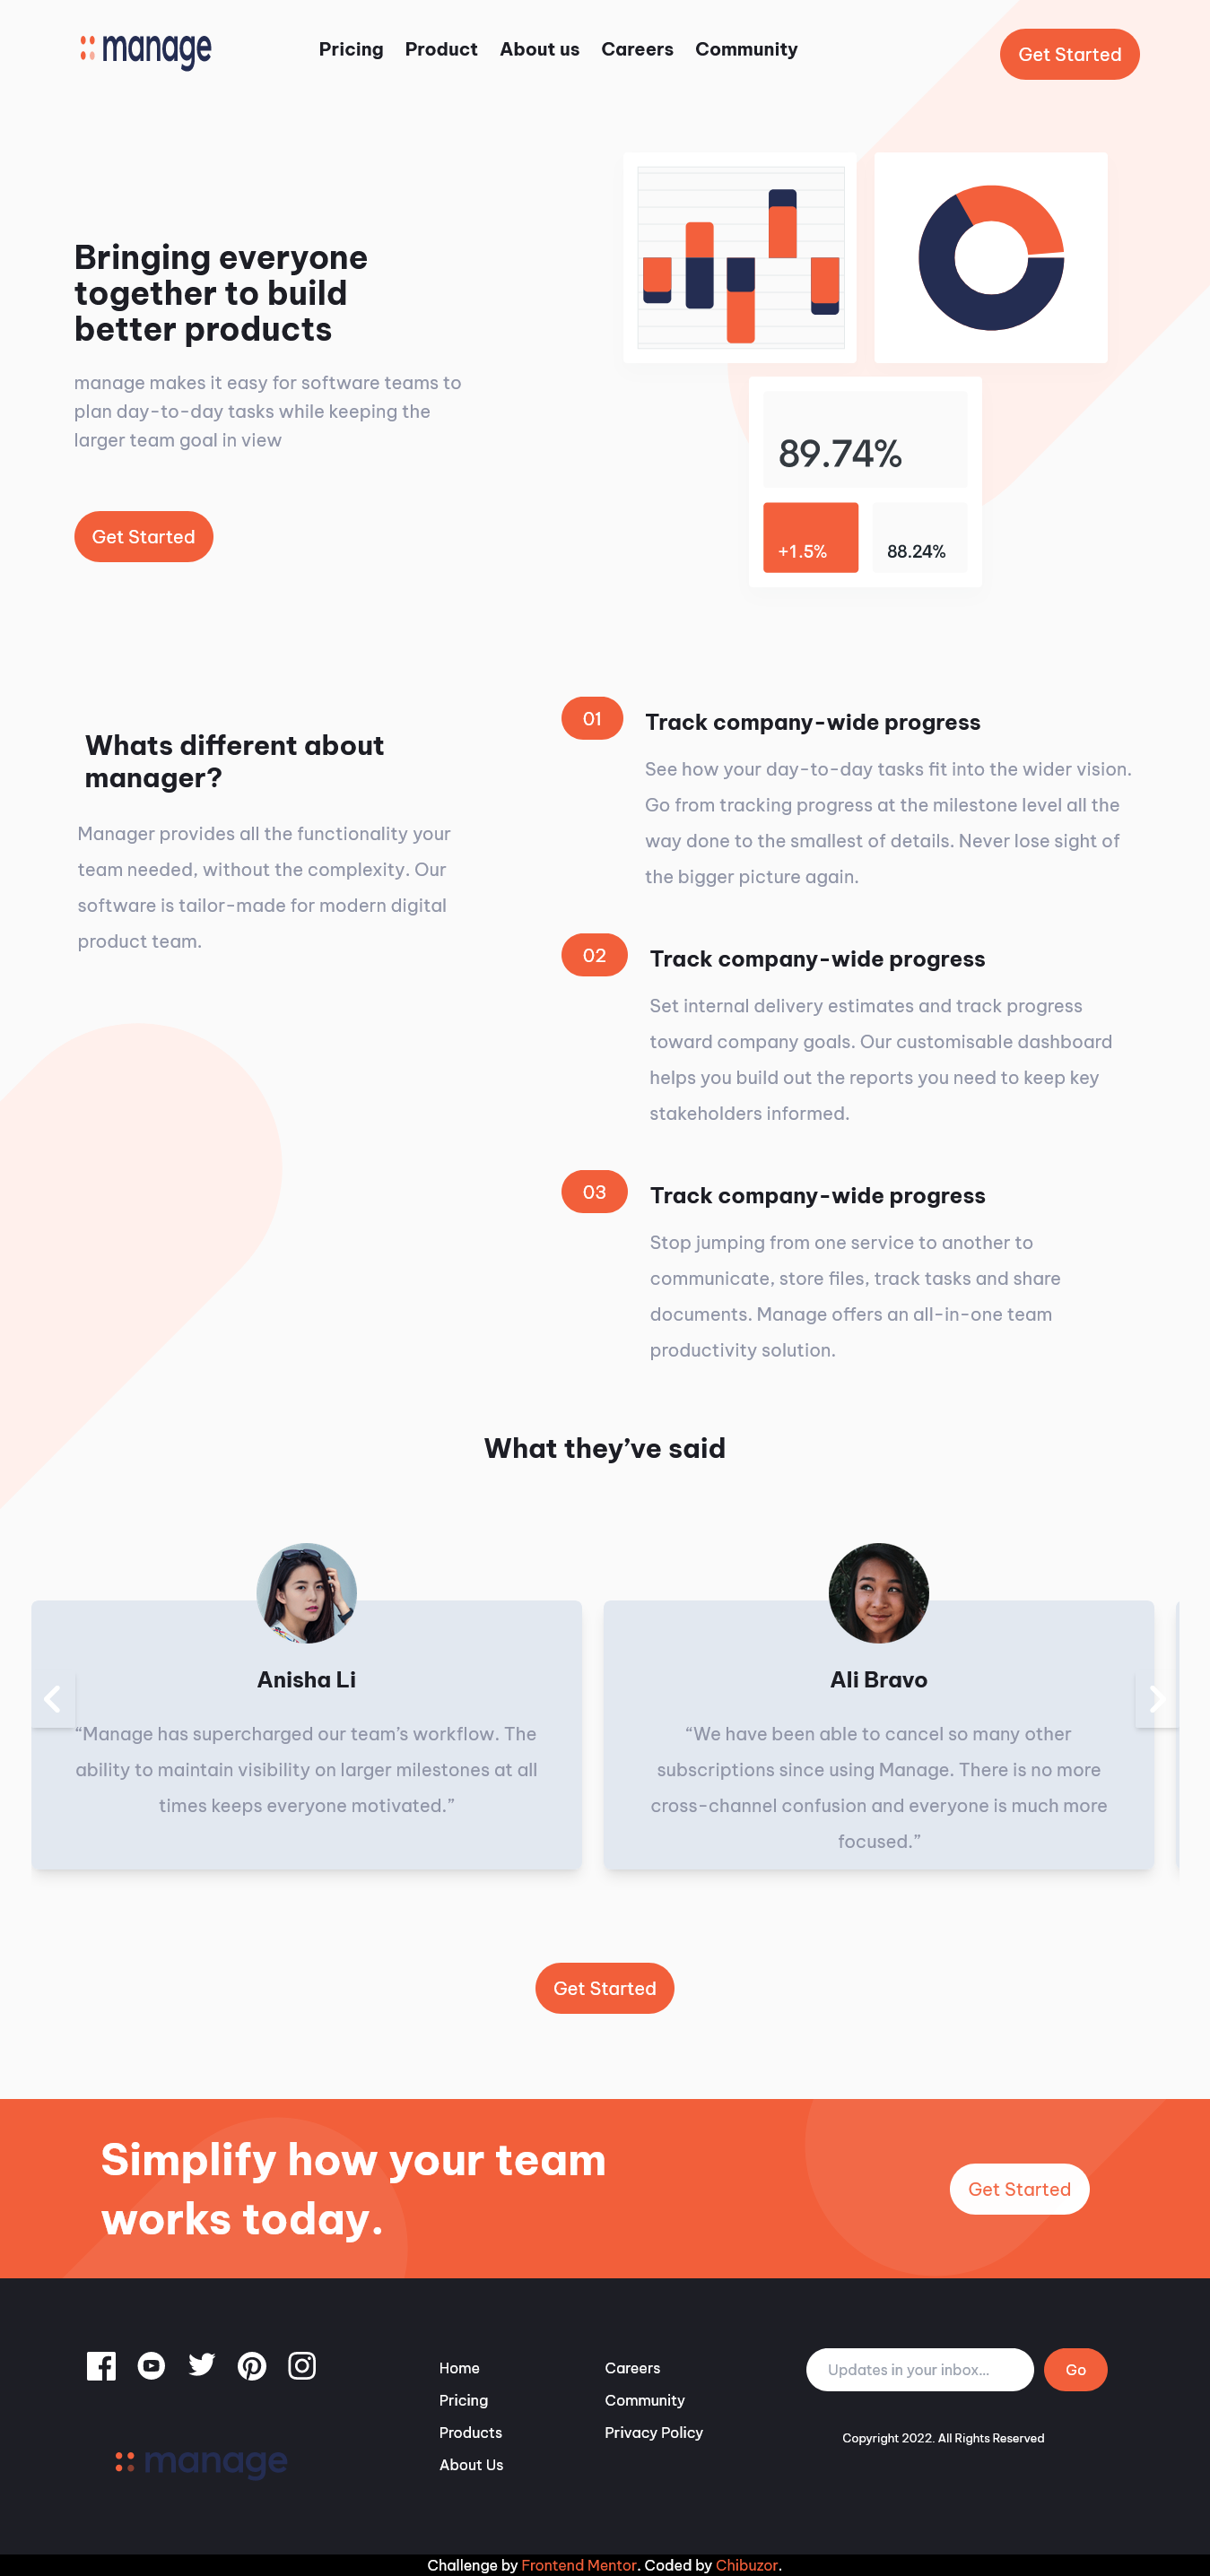 manage
Pricing Product About us Careers Community
Get Started
Bringing everyone
together to build
better products
manage makes it easy for software teams to
plan day-to-day tasks while keeping the
larger team goal in view
Get Started
89.74%
+1.5%
88.24%
Whats different about
manager?
Manager provides all the functionality your
team needed, without the complexity. Our
software is tailor-made for modern digital
product team.
01
Track company-wide progress
See how your day-to-day tasks fit into the wider vision.
Go from tracking progress at the milestone level all the
way done to the smallest of details. Never lose sight of
the bigger picture again.
02
Track company-wide progress
Set internal delivery estimates and track progress
toward company goals. Our customisable dashboard
helps you build out the reports you need to keep key
stakeholders informed.
03
Track company-wide progress
Stop jumping from one service to another to
communicate, store files, track tasks and share
documents. Manage offers an all-in-one team
productivity solution.
What they’ve said
Anisha Li
“Manage has supercharged our team’s workflow. The
ability to maintain visibility on larger milestones at all
times keeps everyone motivated.”
Ali Bravo
“We have been able to cancel so many other
subscriptions since using Manage. There is no more
cross-channel confusion and everyone is much more
focused.”
Get Started
Simplify how your team
works today.
Get Started
manage
Home
Pricing
Products
About Us
Careers
Community
Privacy Policy
Updates in your inbox...
Go
Copyright 2022. All Rights Reserved
Challenge by Frontend Mentor. Coded by Chibuzor.